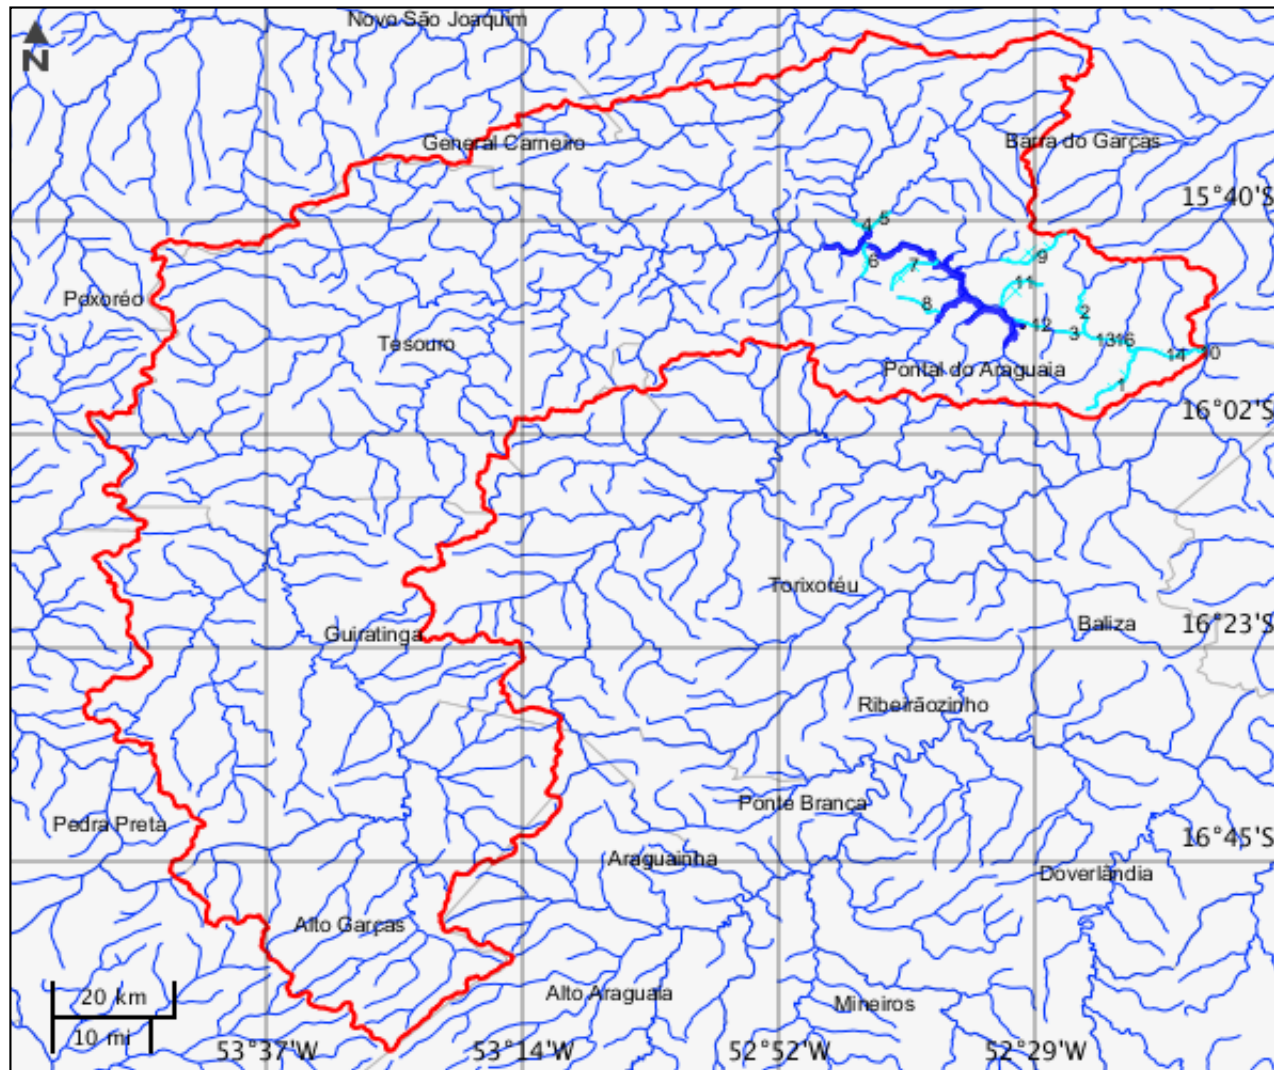 Novo São Joaquim
N
General Carneiro
Barra do Garças
15°40'S
4 5
6
7
9
11
8
2
12
3
1316
14
10
1
Poxoréo
Tesouro
Pontal do Araguaia
16°02'S
Torixoréu
Guiratinga
Baliza
16°23'S
Ribeirãozinho
Ponte Branca
Pedra Preta
16°45'S
Araguainha
Doverlândia
Alto Garças
Alto Araguaia
Mineiros
20 km
10 mi
53°37'W
53°14'W
52°52'W
52°29'W